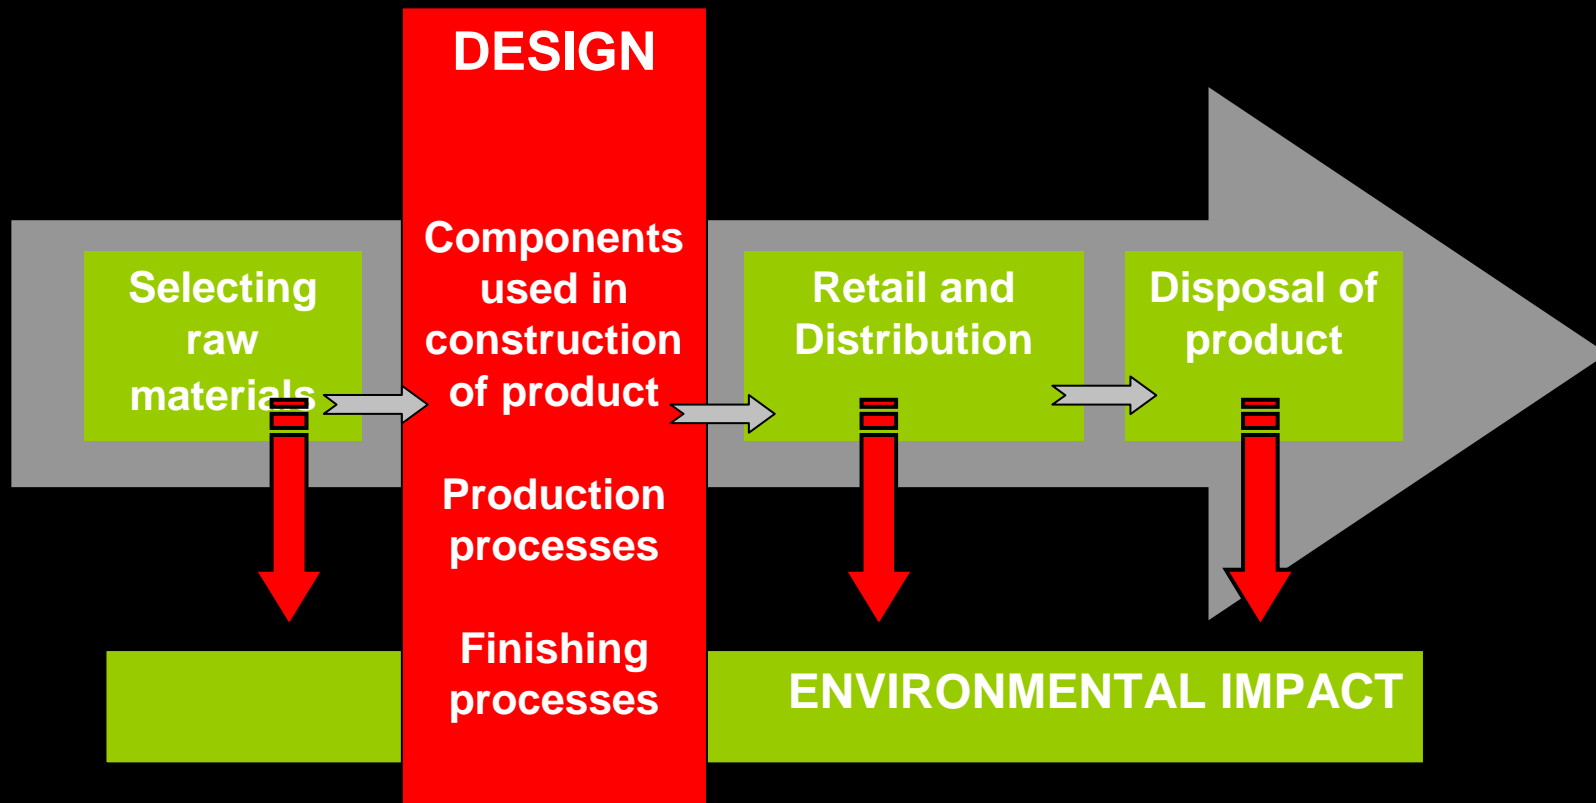 DESIGN
Selecting
raw
materials
Components
used in
construction
of product
Production
processes
Finishing
processes
Retail and
Distribution
Disposal of
product
ENVIRONMENTAL IMPACT